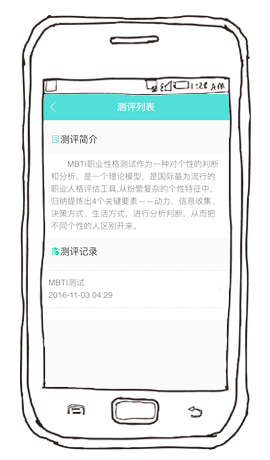 1:28 AM
测评列表
测评简介
MBTI职业性格测试作为一种对个性的判断
和分析，是一个理论模型，是国际最为流行的
职业人格评估工具,从纷繁复杂的个性特征中，
归纳提炼出4个关键要素——动力、信息收集、
决策方式、生活方式，进行分析判断，从而把
不同个性的人区别开来。
测评记录
MBTI测试
2016-11-03 04:29